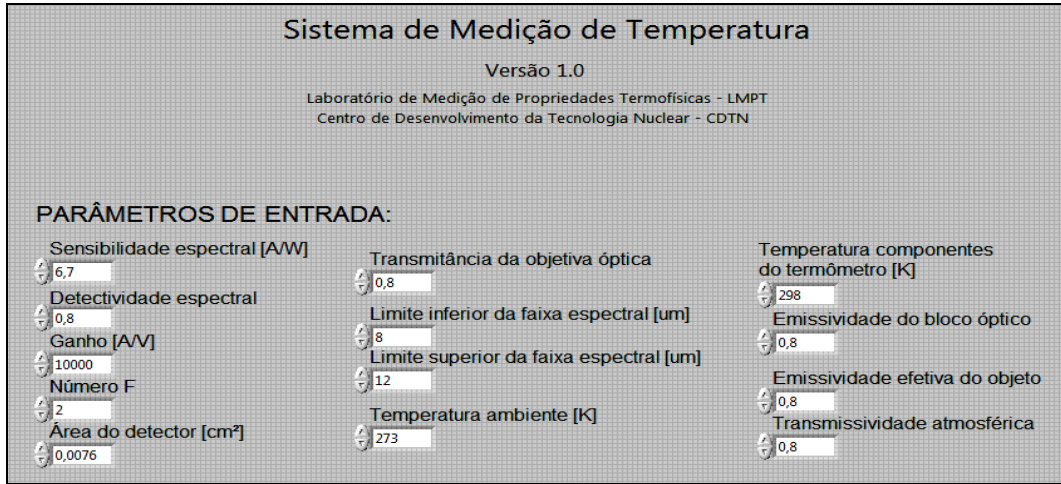 Sistema de Medição de Temperatura
Versão 1.0
Laboratório de Medição de Propriedades Termofísicas - LMPT
Centro de Desenvolvimento da Tecnologia Nuclear - CDTN
PARÂMETROS DE ENTRADA:
Sensibilidade espectral [A/W]
6,7
Detectividade espectral
0,8
Ganho [A/V]
10000
Número F
2
Área do detector [cm²]
0,0076
Transmitância da objetiva óptica
0,8
Limite inferior da faixa espectral [um]
8
Limite superior da faixa espectral [um]
12
Temperatura ambiente [K]
273
Temperatura componentes
do termômetro [K]
298
Emissividade do bloco óptico
0,8
Emissividade efetiva do objeto
0,8
Transmissividade atmosférica
0,8